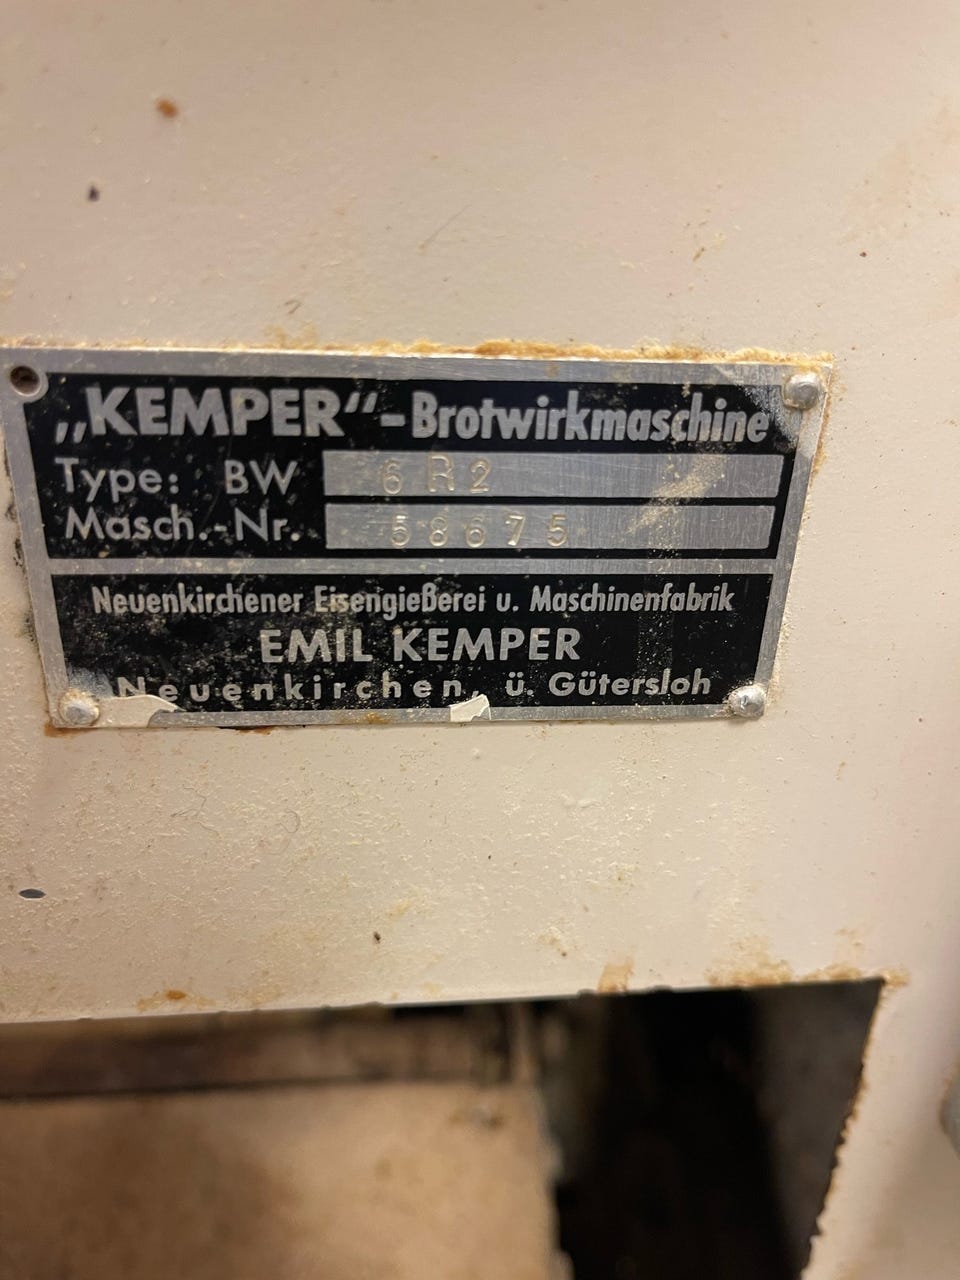 „KEMPER“-Brotwirkmaschine
Type: BW 6 R 2
Masch.-Nr. 58675
Neuenkirchener Eisengießerei u. Maschinenfabrik
EMIL KEMPER
Neuenkirchen, ü. Gütersloh